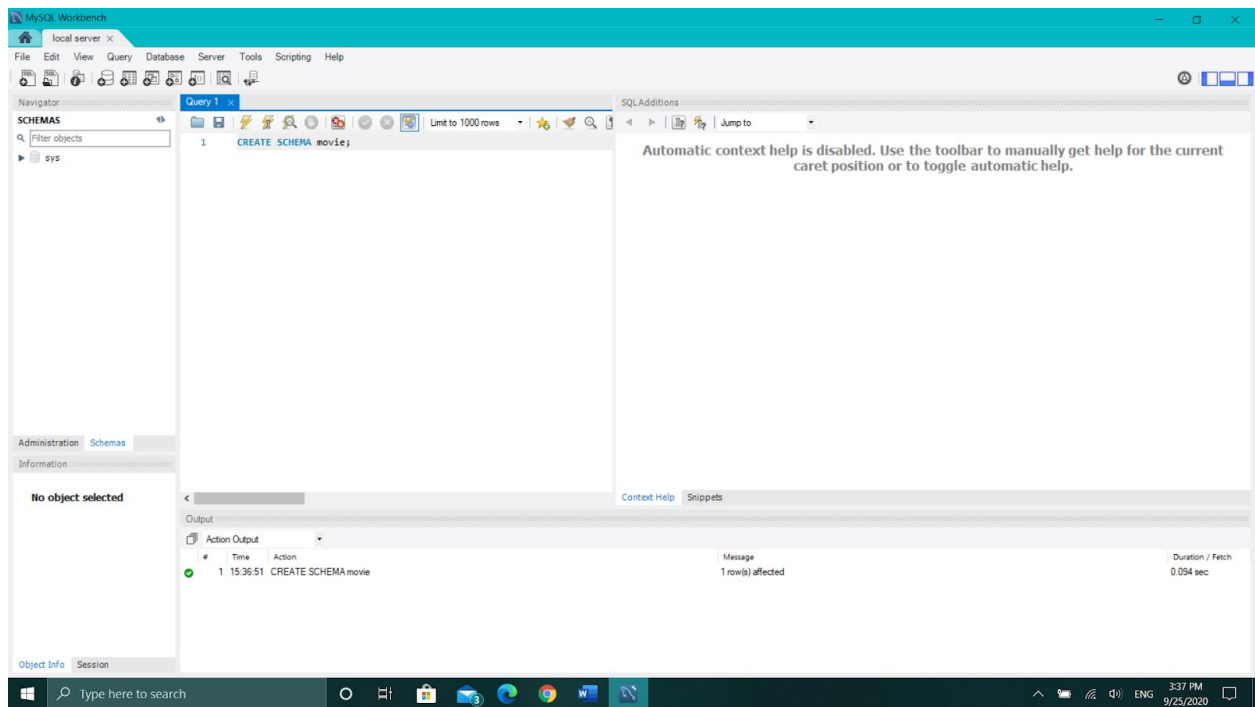 MySQL Workbench
local server
File Edit View Query Database Server Tools Scripting Help
Navigator
SCHEMAS
Filter objects
sys
Administration Schemas
Information
No object selected
Object Info Session
Query 1
Limit to 1000 rows
1 CREATE SCHEMA movie;
SQLAdditions
Jump to
Automatic context help is disabled. Use the toolbar to manually get help for the current
caret position or to toggle automatic help.
Context Help Snippets
Output
Action Output
# Time Action Message Duration / Fetch
1 15:36:51 CREATE SCHEMA movie 1 row(s) affected 0.094 sec
Type here to search
3
W
ENG
3:37 PM
9/25/2020